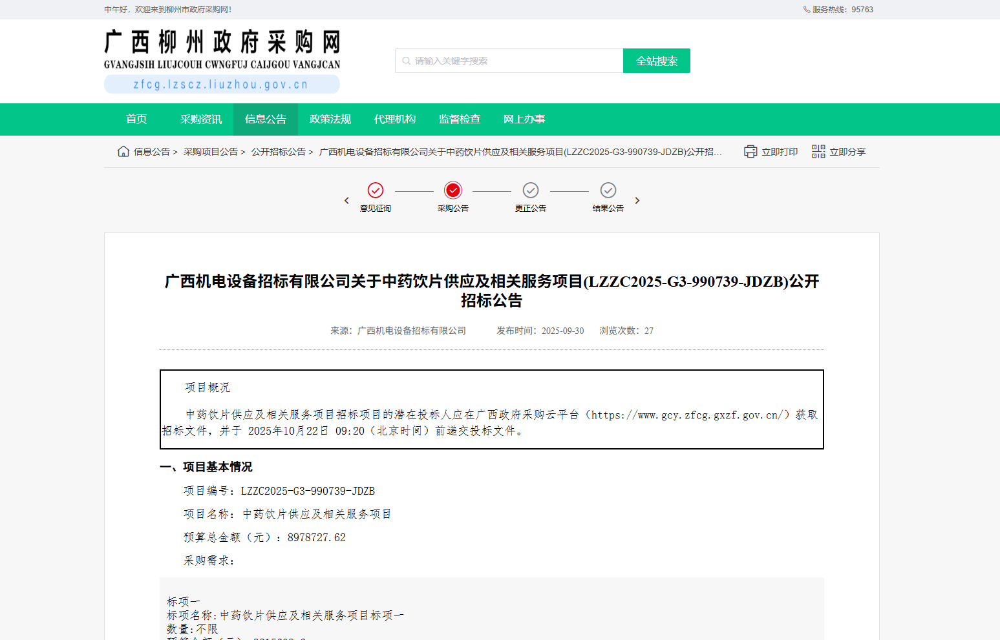 中午好，欢迎来到柳州市政府采购网！
服务热线：95763
广西柳州政府采购网
GVANGJSIH LIUJCOUH CWNGFUJ CAIJGOU VANGJCAN
zfcg.lzscz.liuzhou.gov.cn
请输入关键字搜索
全站搜索
首页 采购资讯 信息公告 政策法规 代理机构 监督检查 网上办事
信息公告 > 采购项目公告 > 公开招标公告 > 广西机电设备招标有限公司关于中药饮片供应及相关服务项目(LZZC2025-G3-990739-JDZB)公开招... 立即打印 立即分享
意见征询 采购公告 更正公告 结果公告
广西机电设备招标有限公司关于中药饮片供应及相关服务项目(LZZC2025-G3-990739-JDZB)公开
招标公告
来源：广西机电设备招标有限公司 发布时间：2025-09-30 浏览次数：27
项目概况
中药饮片供应及相关服务项目招标项目的潜在投标人应在广西政府采购云平台（https://www.gcy.zfcg.gxzf.gov.cn/）获取
招标文件，并于 2025年10月22日 09:20（北京时间）前递交投标文件。
一、项目基本情况
项目编号：LZZC2025-G3-990739-JDZB
项目名称：中药饮片供应及相关服务项目
预算总金额（元）：8978727.62
采购需求：
标项一
标项名称:中药饮片供应及相关服务项目标项一
数量:不限